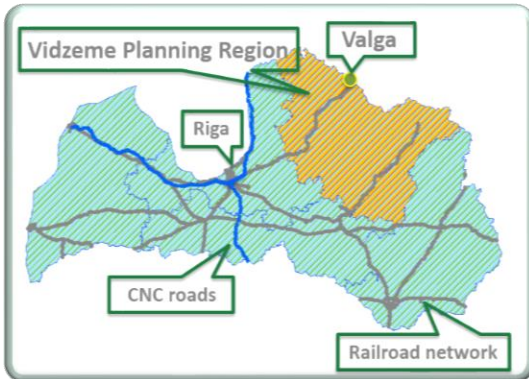 Vidzeme Planning Region
Valga
Riga
CNC roads
Railroad network